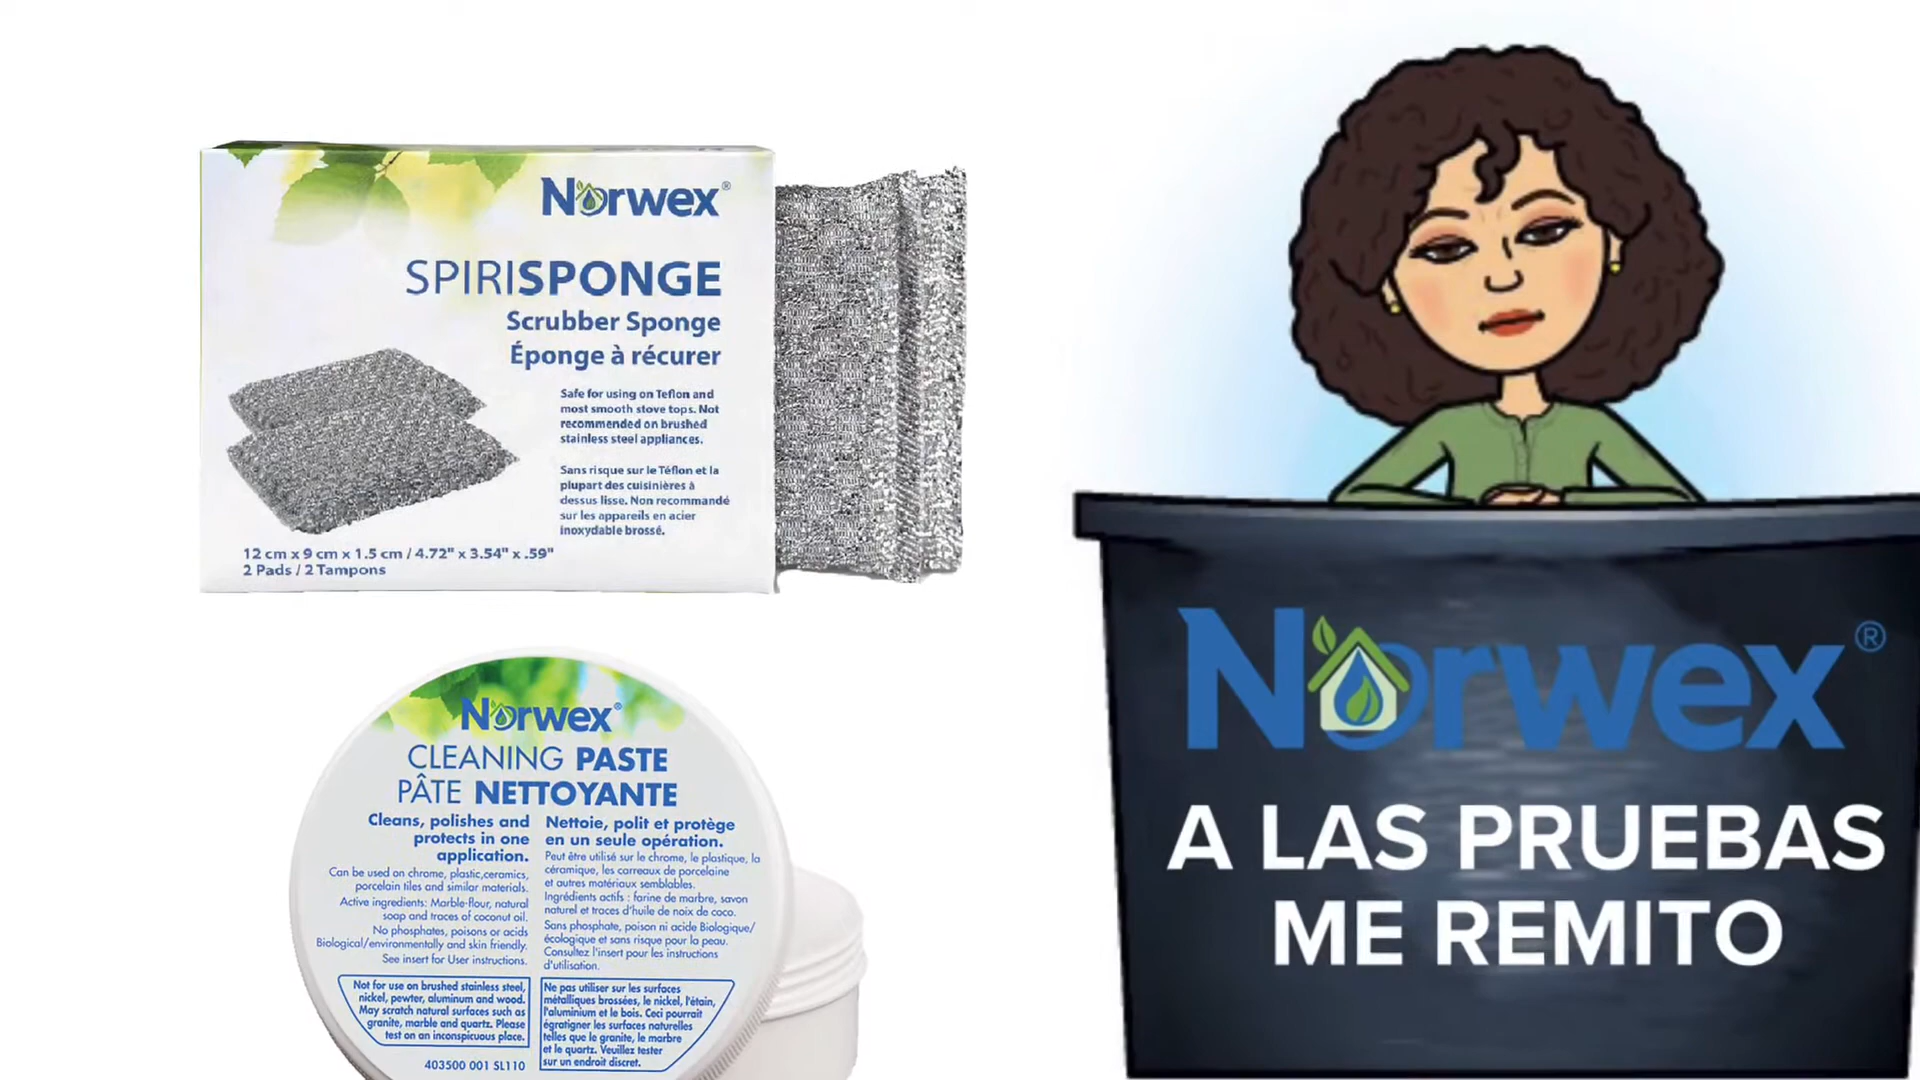 Norwex®
SPIRISPONGE
Scrubber Sponge
Éponge à récurer
Safe for using on Teflon and
most smooth stove tops. Not
recommended on brushed
stainless steel appliances.
Sans risque sur le Téflon et la
plupart des cuisinières à
dessus lisse. Non recommandé
sur les appareils en acier
inoxydable brossé.
12 cm x 9 cm x 1.5 cm / 4.72" x 3.54" x .59"
2 Pads / 2 Tampons
Norwex®
CLEANING PASTE
PÂTE NETTOYANTE
Cleans, polishes and
protects in one
application.
Can be used on chrome, plastic,ceramics,
porcelain tiles and similar materials.
Active ingredients: Marble-flour, natural
soap and traces of coconut oil.
No phosphates, poisons or acids
Biological/environmentally and skin friendly.
See insert for User instructions.
Not for use on brushed stainless steel,
nickel, pewter, aluminum and wood.
May scratch natural surfaces such as
granite, marble and quartz. Please
test on an inconspicuous place.
403500 001 SL110
Nettoie, polit et protège
en un seule opération.
Peut être utilisé sur le chrome, le plastique, la
céramique, les carreaux de porcelaine
et autres matériaux semblables.
Ingrédients actifs : farine de marbre, savon
naturel et traces d'huile de noix de coco.
Sans phosphate, poison ni acide Biologique/
écologique et sans risque pour la peau.
Consultez l'insert pour les instructions
d'utilisation.
Ne pas utiliser sur les surfaces
métalliques brossées, le nickel, l'étain,
l'aluminium et le bois. Ceci pourrait
égratigner les surfaces naturelles
telles que le granite, le marbre
et le quartz. Veuillez tester
sur un endroit discret.
Norwex®
A LAS PRUEBAS
ME REMITO